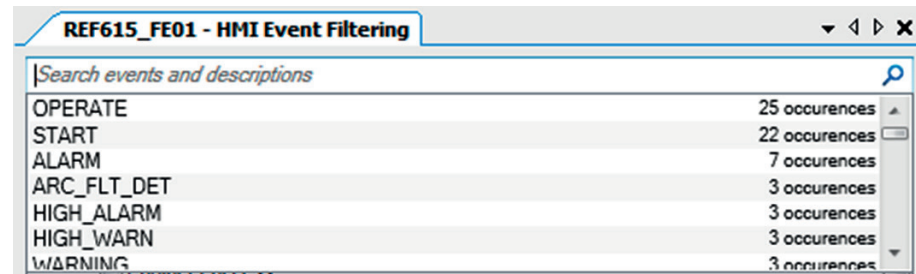 REF615_FE01 - HMI Event Filtering
Search events and descriptions
OPERATE 25 occurences
START 22 occurences
ALARM 7 occurences
ARC_FLT_DET 3 occurences
HIGH_ALARM 3 occurences
HIGH_WARN 3 occurences
WARNING 3 occurences